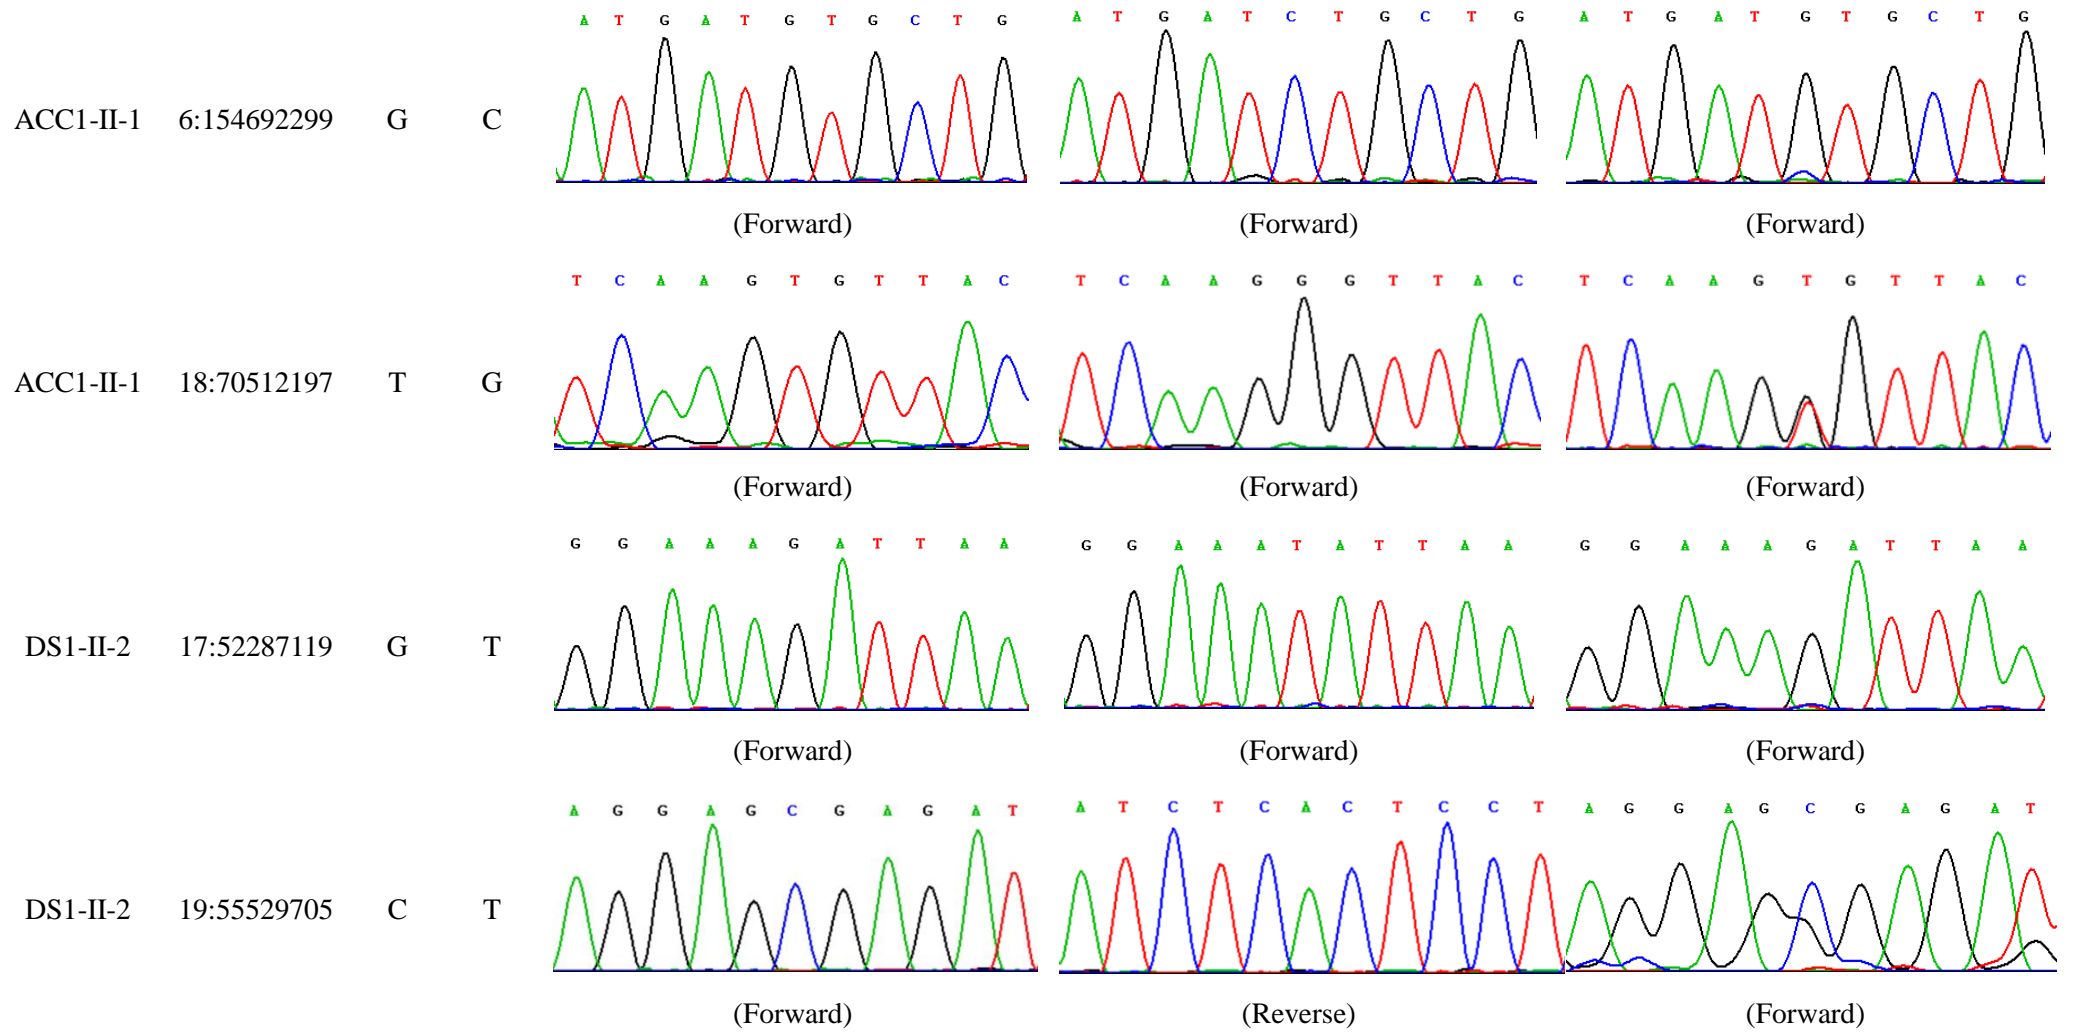 A T G A T G T G C T G A T G A T C T G C T G A T G A T G T G C T G
ACC1-II-1 6:154692299 G C
(Forward) (Forward) (Forward)
T C A A G T G T T A C T C A A G G G T T A C T C A A G T G T T A C
ACC1-II-1 18:70512197 T G
(Forward) (Forward) (Forward)
G G A A A G A T T A A G G A A A T A T T A A G G A A A G A T T A A
DS1-II-2 17:52287119 G T
(Forward) (Forward) (Forward)
A G G A G C G A G A T A T C T C A C T C C T A G G A G C G A G A T
DS1-II-2 19:55529705 C T
(Forward) (Reverse) (Forward)